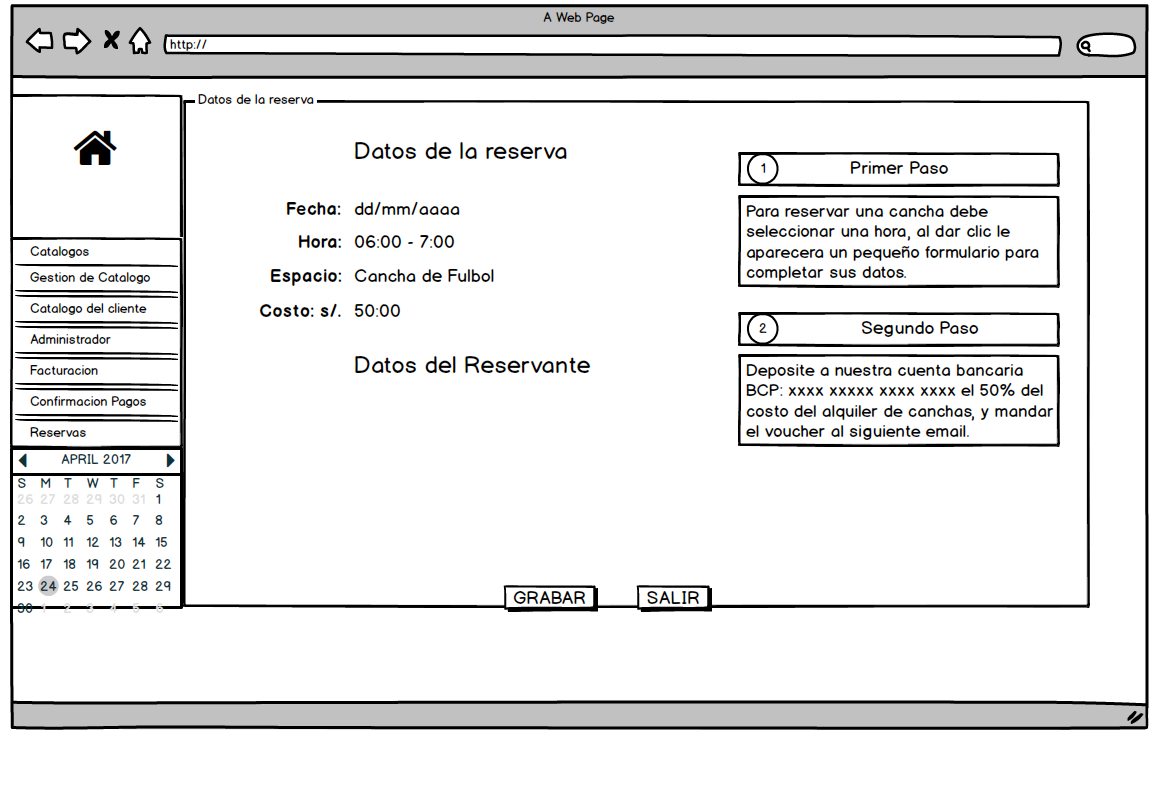 A Web Page
http://
Catalogos
Gestion de Catalogo
Catalogo del cliente
Administrador
Facturacion
Confirmacion Pagos
Reservas
APRIL 2017
S M T W T F S
26 27 28 29 30 31 1
2 3 4 5 6 7 8
9 10 11 12 13 14 15
16 17 18 19 20 21 22
23 24 25 26 27 28 29
30 1 2 3 4 5 6
Datos de la reserva
Datos de la reserva
Fecha: dd/mm/aaaa
Hora: 06:00 - 7:00
Espacio: Cancha de Fulbol
Costo: s/. 50:00
Datos del Reservante
1 Primer Paso
Para reservar una cancha debe
seleccionar una hora, al dar clic le
aparecera un pequeño formulario para
completar sus datos.
2 Segundo Paso
Deposite a nuestra cuenta bancaria
BCP: xxxx xxxxx xxxx xxxx el 50% del
costo del alquiler de canchas, y mandar
el voucher al siguiente email.
GRABAR SALIR